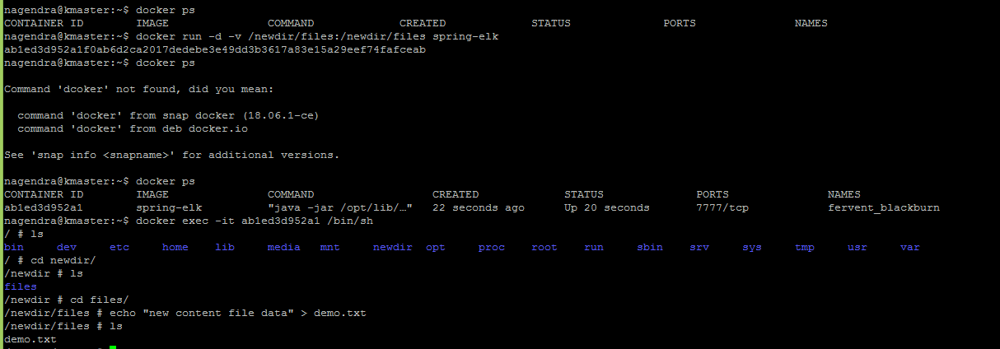 nagendra@kmaster:~$ docker ps
CONTAINER ID        IMAGE               COMMAND             CREATED             STATUS              PORTS               NAMES
nagendra@kmaster:~$ docker run -d -v /newdir/files:/newdir/files spring-elk
ab1ed3d952a1f0ab6d2ca2017dedebe3e49dd3b3617a83e15a29eef74fafceab
nagendra@kmaster:~$ dcoker ps
Command 'dcoker' not found, did you mean:
command 'docker' from snap docker (18.06.1-ce)
command 'docker' from deb docker.io
See 'snap info <snapname>' for additional versions.
nagendra@kmaster:~$ docker ps
CONTAINER ID        IMAGE               COMMAND                  CREATED             STATUS              PORTS               NAMES
ab1ed3d952a1        spring-elk          "java -jar /opt/lib/…"   22 seconds ago      Up 20 seconds       7777/tcp            fervent_blackburn
nagendra@kmaster:~$ docker exec -it ab1ed3d952a1 /bin/sh
/ # ls
bin     dev     etc     home    lib     media   mnt     newdir  opt     proc    root    run     sbin    srv     sys     tmp     usr     var
/ # cd newdir/
/newdir # ls
files
/newdir # cd files/
/newdir/files # echo "new content file data" > demo.txt
/newdir/files # ls
demo.txt